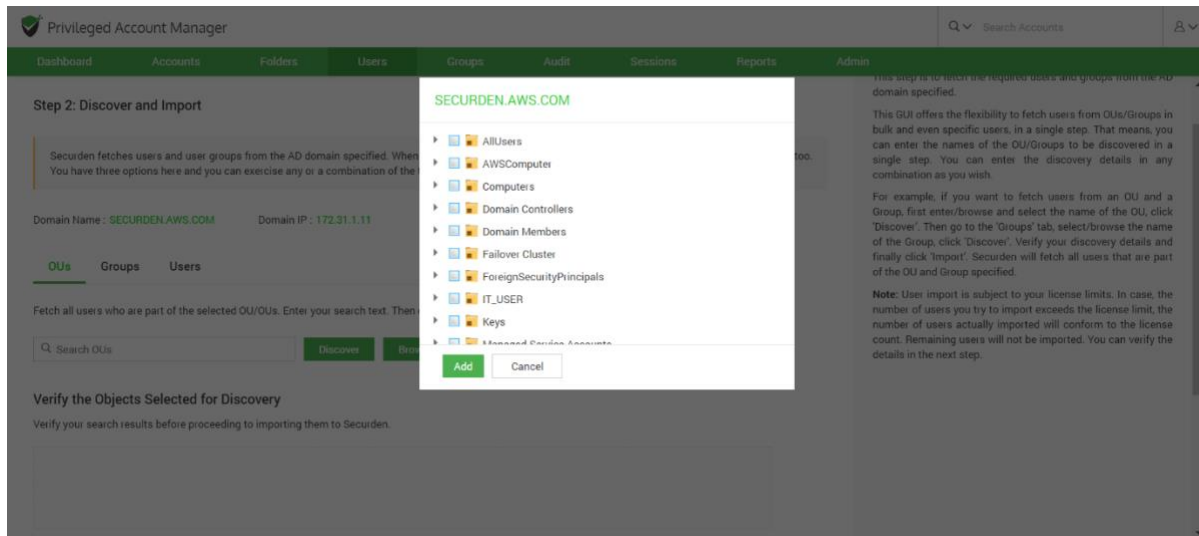 Privileged Account Manager
Search Accounts
Dashboard Accounts Folders Users Groups Audit Sessions Reports Admin
Step 2: Discover and Import
Securden fetches users and user groups from the AD domain specified. When
too.
You have three options here and you can exercise any or a combination of the
Domain Name : SECURDEN.AWS.COM Domain IP : 172.31.1.11
OUs Groups Users
Fetch all users who are part of the selected OU/OUs. Enter your search text. Then
Search OUs
Discover
Verify the Objects Selected for Discovery
Verify your search results before proceeding to importing them to Securden.
SECURDEN.AWS.COM
AllUsers
AWSComputer
Computers
Domain Controllers
Domain Members
Failover Cluster
ForeignSecurityPrincipals
IT_USER
Keys
Managed Service Accounts
Add Cancel
This step is to fetch the required users and groups from the AD
domain specified.
This GUI offers the flexibility to fetch users from OUs/Groups in
bulk and even specific users, in a single step. That means, you
can enter the names of the OU/Groups to be discovered in a
single step. You can enter the discovery details in any
combination as you wish.
For example, if you want to fetch users from an OU and a
Group, first enter/browse and select the name of the OU, click
'Discover'. Then go to the 'Groups' tab, select/browse the name
of the Group, click 'Discover'. Verify your discovery details and
finally click 'Import'. Securden will fetch all users that are part
of the OU and Group specified.
Note: User import is subject to your license limits. In case, the
number of users you try to import exceeds the license limit, the
number of users actually imported will conform to the license
count. Remaining users will not be imported. You can verify the
details in the next step.